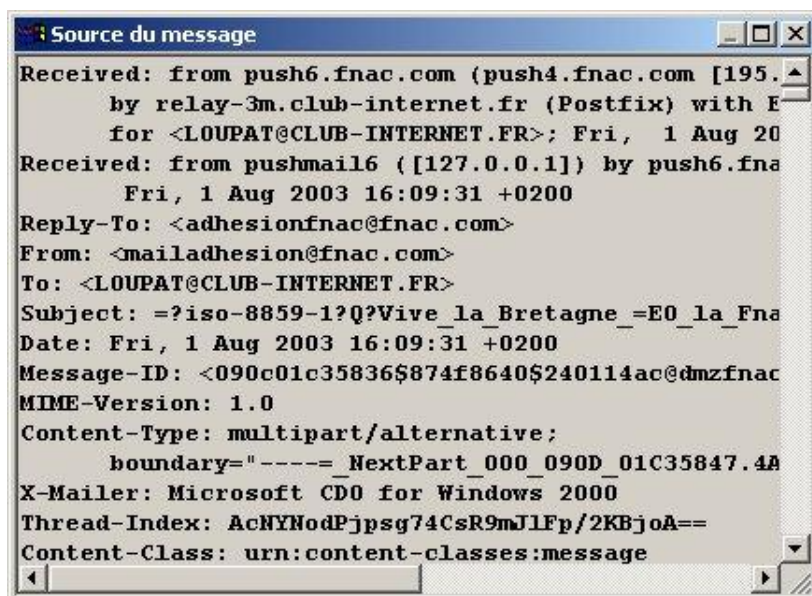 Source du message
Received: from push6.fnac.com (push4.fnac.com [195.
by relay-3m.club-internet.fr (Postfix) with E
for <LOUPAT@CLUB-INTERNET.FR>; Fri,  1 Aug 20
Received: from pushmail6 ([127.0.0.1]) by push6.fna
Fri, 1 Aug 2003 16:09:31 +0200
Reply-To: <adhesionfnac@fnac.com>
From: <mailadhesion@fnac.com>
To: <LOUPAT@CLUB-INTERNET.FR>
Subject: =?iso-8859-1?Q?Vive_la_Bretagne_=E0_la_Fna
Date: Fri, 1 Aug 2003 16:09:31 +0200
Message-ID: <090c01c35836$874f8640$240114ac@dmzfnac
MIME-Version: 1.0
Content-Type: multipart/alternative;
boundary="----=_NextPart_000_090D_01C35847.4A
X-Mailer: Microsoft CDO for Windows 2000
Thread-Index: AcNYNodPjpsg74CsR9mJlFp/2KBjoA==
Content-Class: urn:content-classes:message